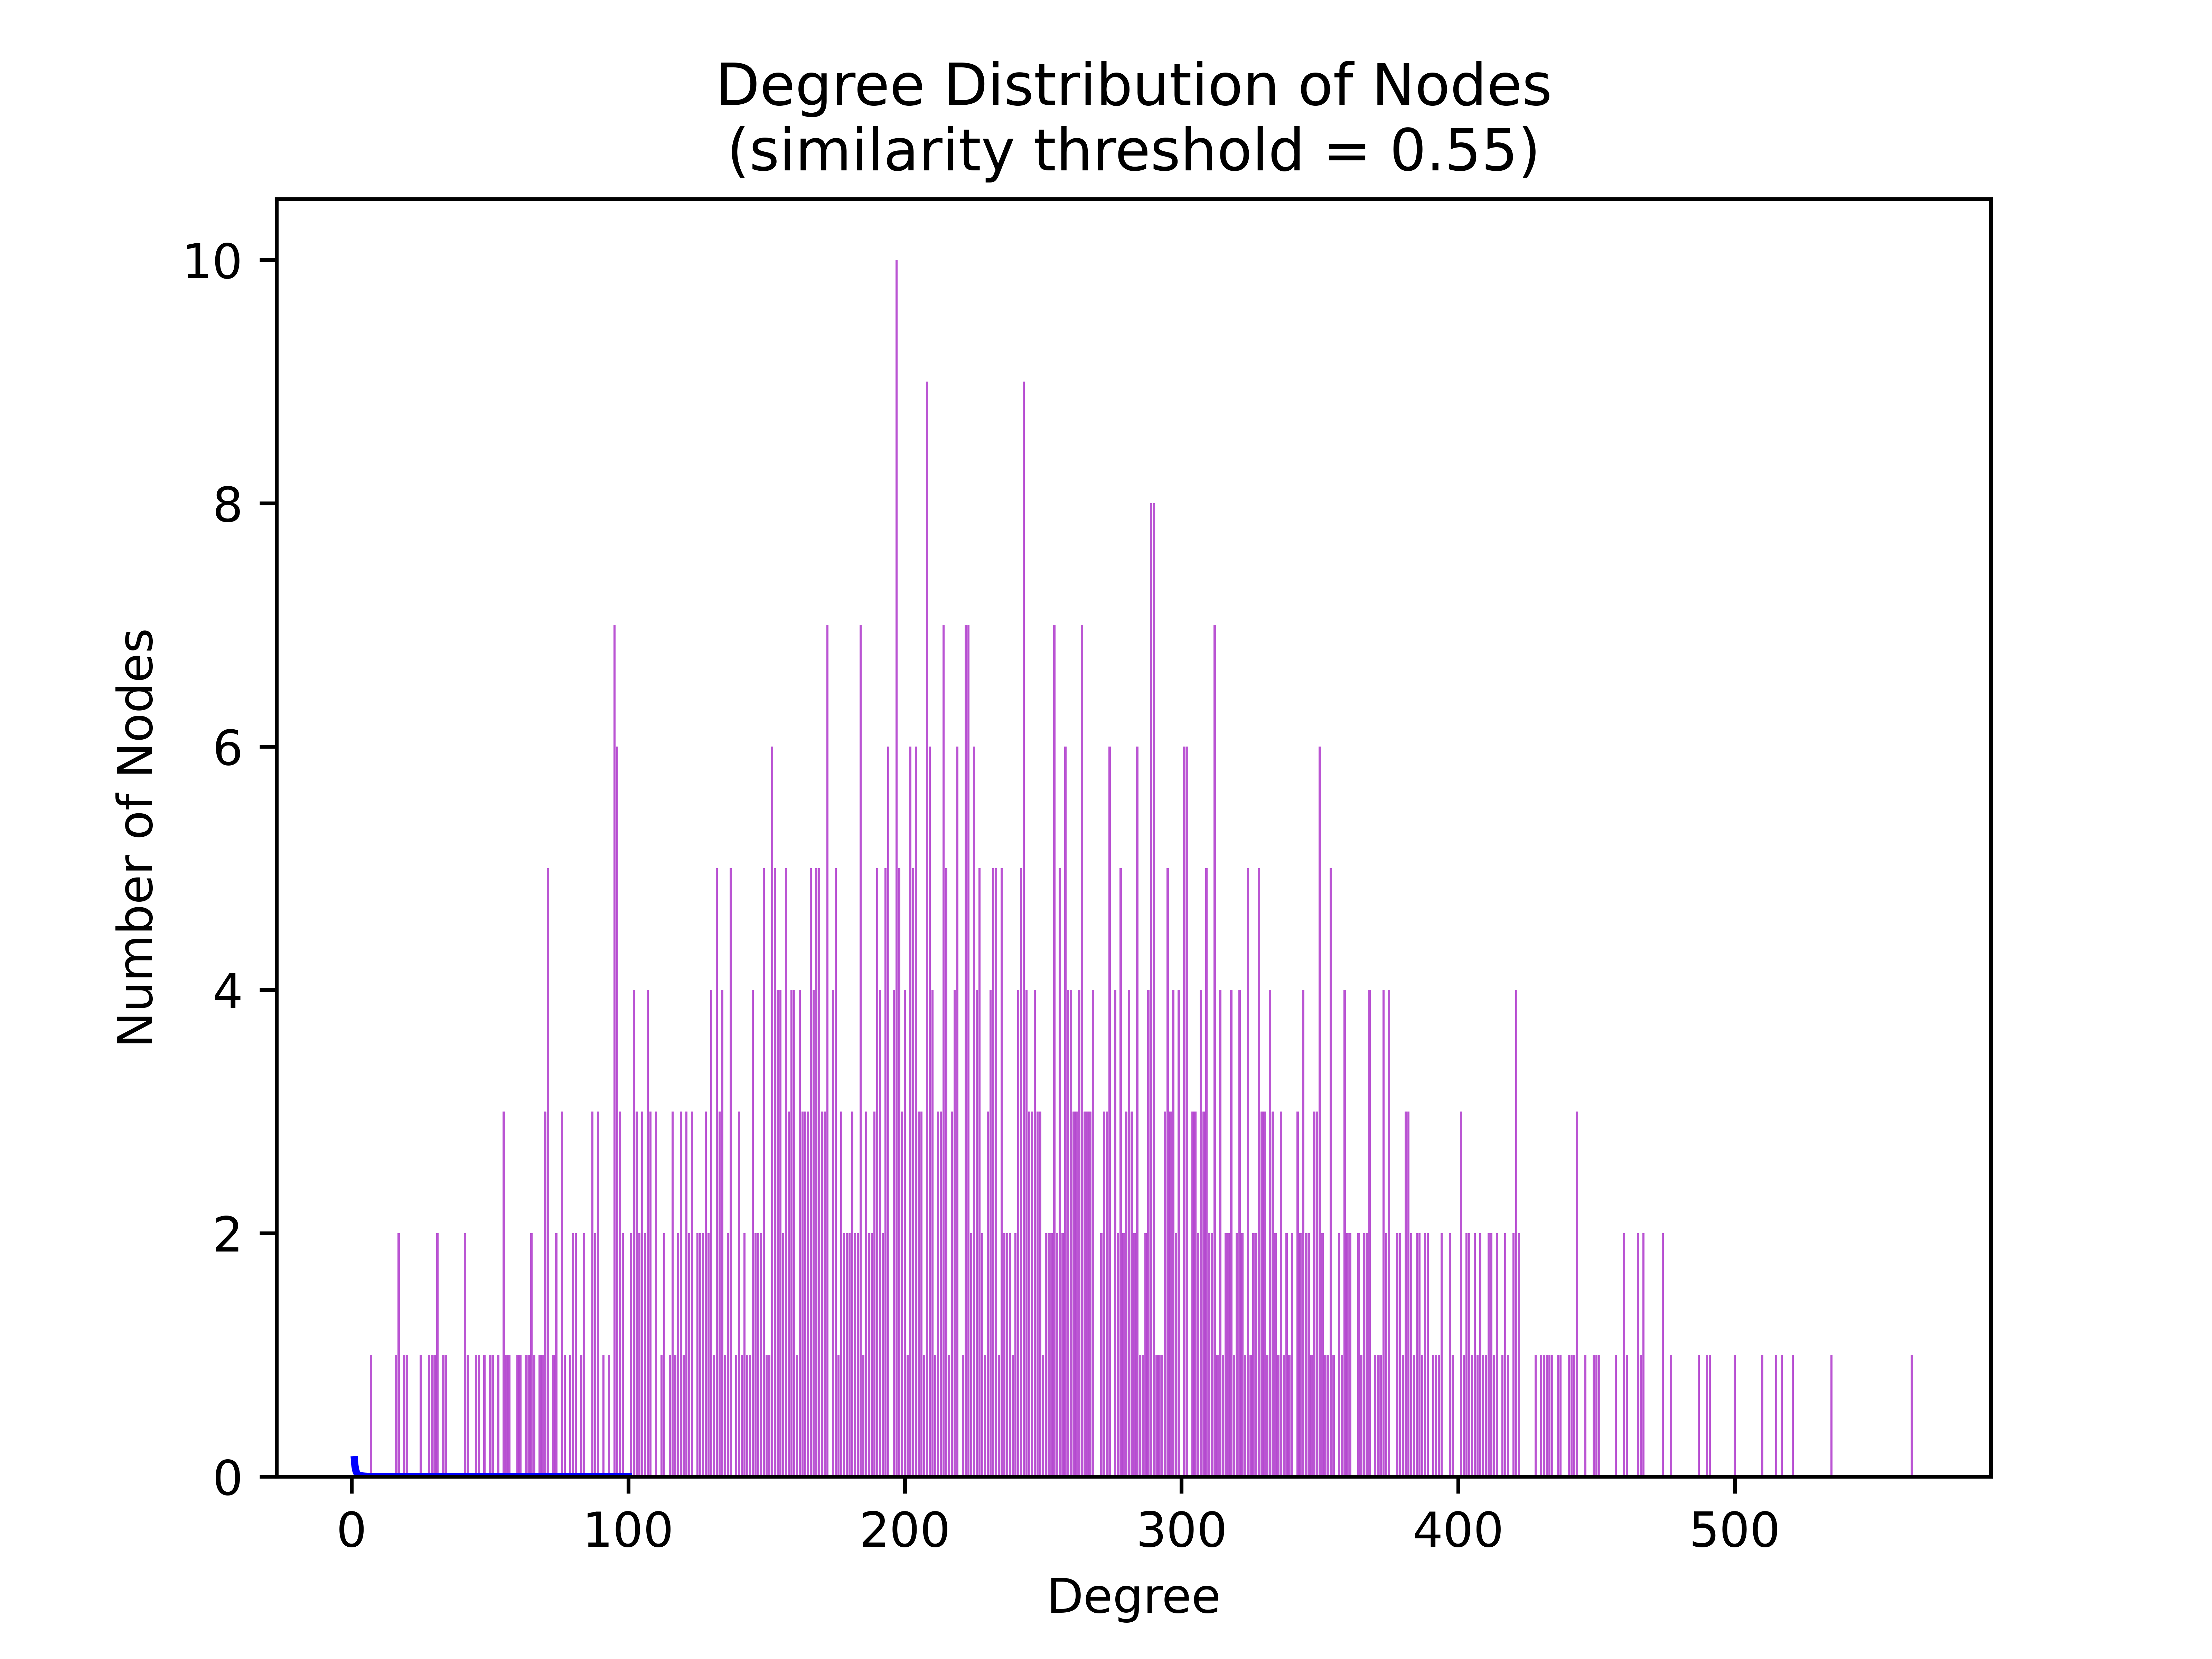 Degree Distribution of Nodes
(similarity threshold = 0.55)
10
8
6
4
2
0
Number of Nodes
0 100 200 300 400 500
Degree